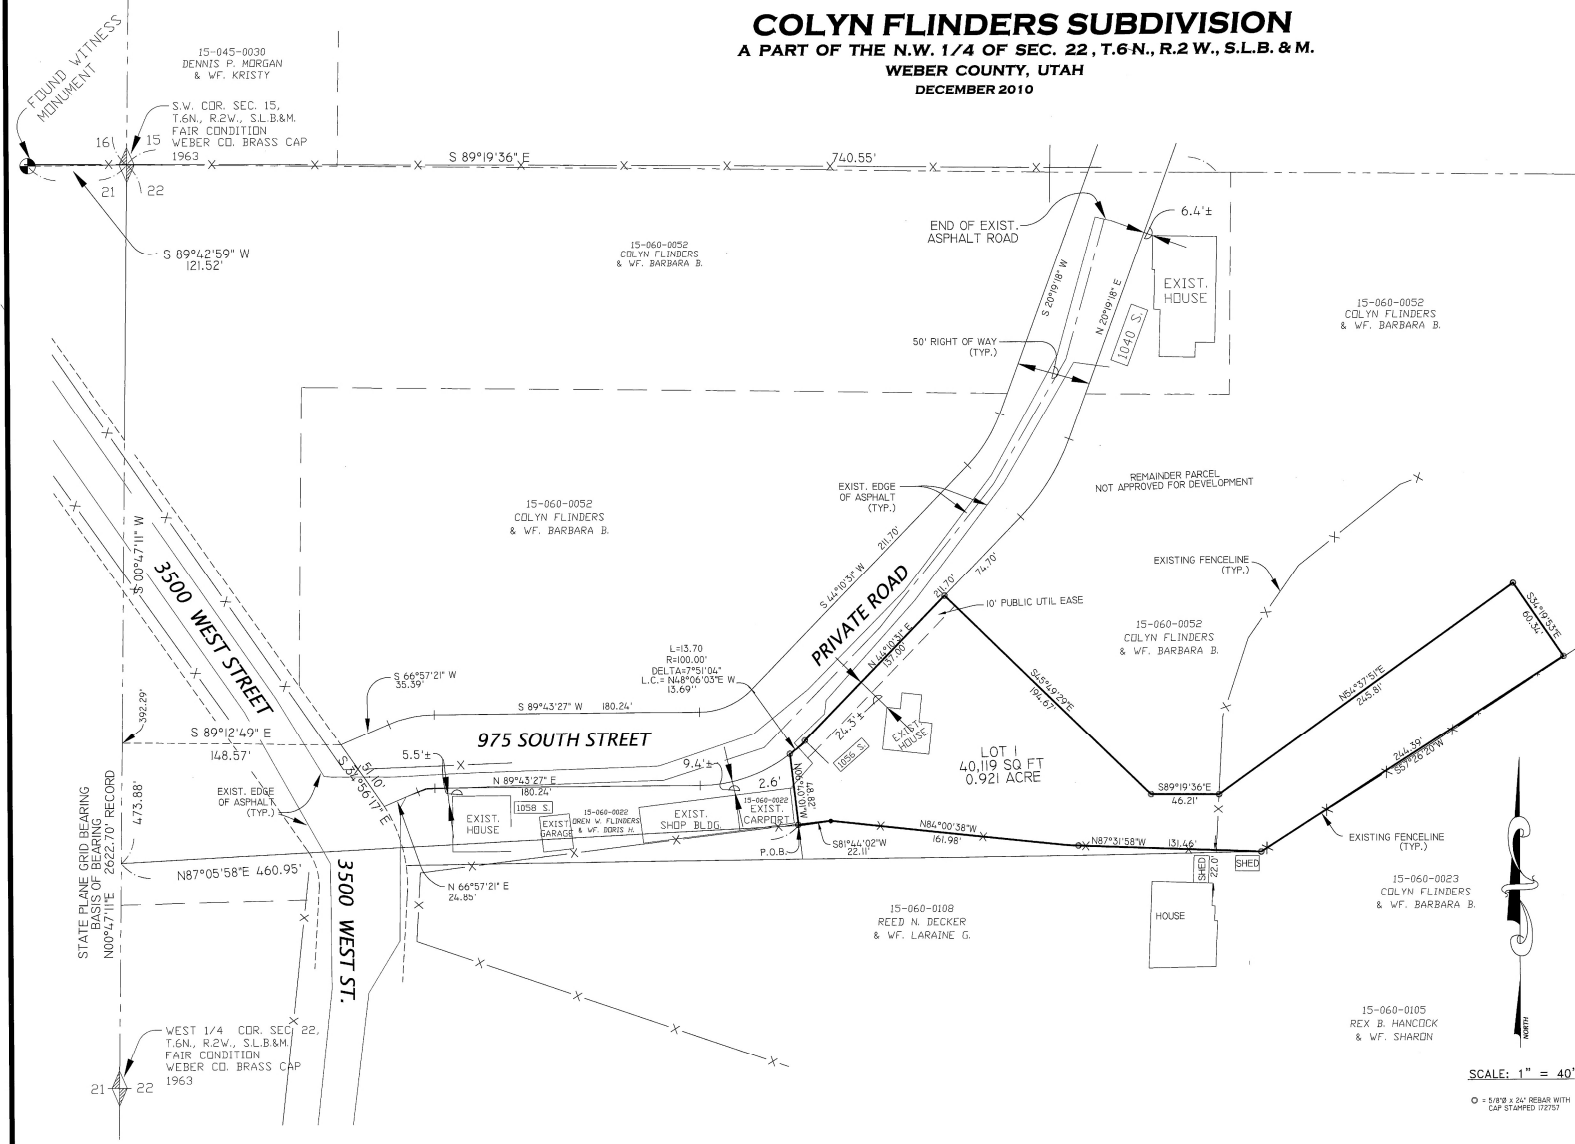 COLYN FLINDERS SUBDIVISION
A PART OF THE N.W. 1/4 OF SEC. 22, T.6 N., R.2 W., S.L.B. & M.
WEBER COUNTY, UTAH
DECEMBER 2010
FOUND WITNESS
MONUMENT
15-045-0030
DENNIS P. MORGAN
& WF. KRISTY
S.W. COR. SEC. 15,
T.6N., R.2W., S.L.B.&M.
FAIR CONDITION
WEBER CO. BRASS CAP
1963
16
15
21
22
S 89°19'36" E
740.55'
S 89°42'59" W
121.52'
15-060-0052
COLYN FLINDERS
& WF. BARBARA B.
END OF EXIST.
ASPHALT ROAD
6.4'±
EXIST.
HOUSE
S 20°19'18" W
N 20°19'18" E
1040 S.
50' RIGHT OF WAY
(TYP.)
15-060-0052
COLYN FLINDERS
& WF. BARBARA B.
15-060-0052
COLYN FLINDERS
& WF. BARBARA B.
EXIST. EDGE
OF ASPHALT
(TYP.)
REMAINDER PARCEL
NOT APPROVED FOR DEVELOPMENT
EXISTING FENCELINE
(TYP.)
S 00°47'11" W
3500 WEST STREET
211.70'
S 44°10'31" W
PRIVATE ROAD
74.70'
211.70'
10' PUBLIC UTIL EASE
N 44°10'31" E
137.00'
15-060-0052
COLYN FLINDERS
& WF. BARBARA B.
S34°19'53"E
60.34'
L=13.70
R=100.00'
DELTA=7°51'04"
L.C.= N48°06'03"E W
13.69"
S 66°57'21" W
35.39'
S45°49'29"E
194.67'
N54°37'51"E
245.81'
392.29'
S 89°43'27" W 180.24'
975 SOUTH STREET
S 89°12'49" E
148.57'
51.10'
S 34°56'17" E
5.5'±
9.4'±
24.3'±
EXIST.
HOUSE
1056 S.
LOT 1
40,119 SQ FT
0.921 ACRE
244.39'
S57°26'20"W
S89°19'36"E
46.21'
N 89°43'27" E
180.24'
2.6'
N06°40'01"W
48.82'
EXIST. EDGE
OF ASPHALT
(TYP.)
473.88'
EXIST.
HOUSE
1058 S.
EXIST.
GARAGE
15-060-0022
OREN W. FLINDERS
& WF. DORIS H.
EXIST.
SHOP BLDG.
15-060-0022
EXIST.
CARPORT
P.O.B.
S81°44'02"W
22.11'
N84°00'38"W
161.98'
N87°31'58"W 131.46'
SHED
22.0'
SHED
EXISTING FENCELINE
(TYP.)
STATE PLANE GRID BEARING
BASIS OF BEARING
N00°47'11"E 2622.70' RECORD
N87°05'58"E 460.95'
N 66°57'21" E
24.85'
3500 WEST ST.
15-060-0108
REED N. DECKER
& WF. LARAINE G.
HOUSE
15-060-0023
COLYN FLINDERS
& WF. BARBARA B.
15-060-0105
REX B. HANCOCK
& WF. SHARON
WEST 1/4 COR. SEC 22,
T.6N., R.2W., S.L.B.&M.
FAIR CONDITION
WEBER CO. BRASS CAP
1963
21
22
NORTH
SCALE: 1" = 40'
O = 5/8"Ø x 24" REBAR WITH
CAP STAMPED 172757